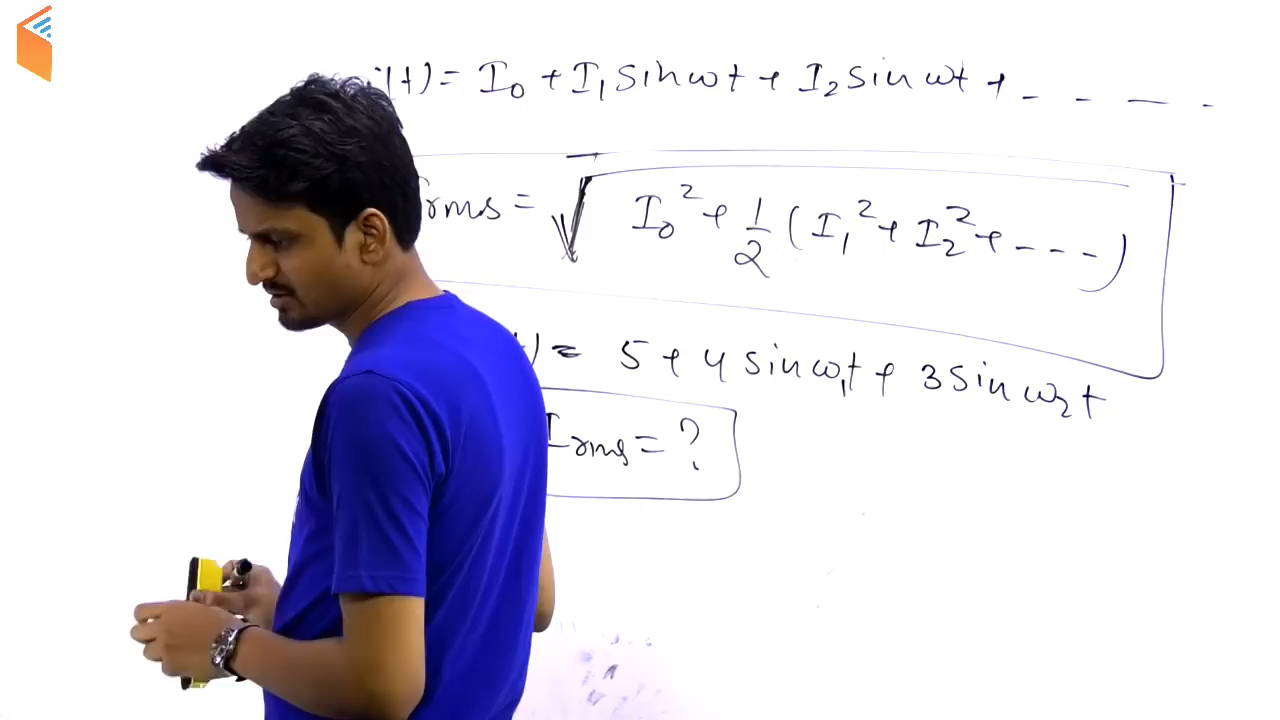 i(t) = I₀ + I₁ sin ωt + I₂ sin ωt + - - - -
rms = √ I₀² + 1/2 (I₁² + I₂² + - - - )
) = 5 + 4 sin ω₁t + 3 sin ω₂t
Irms = ?